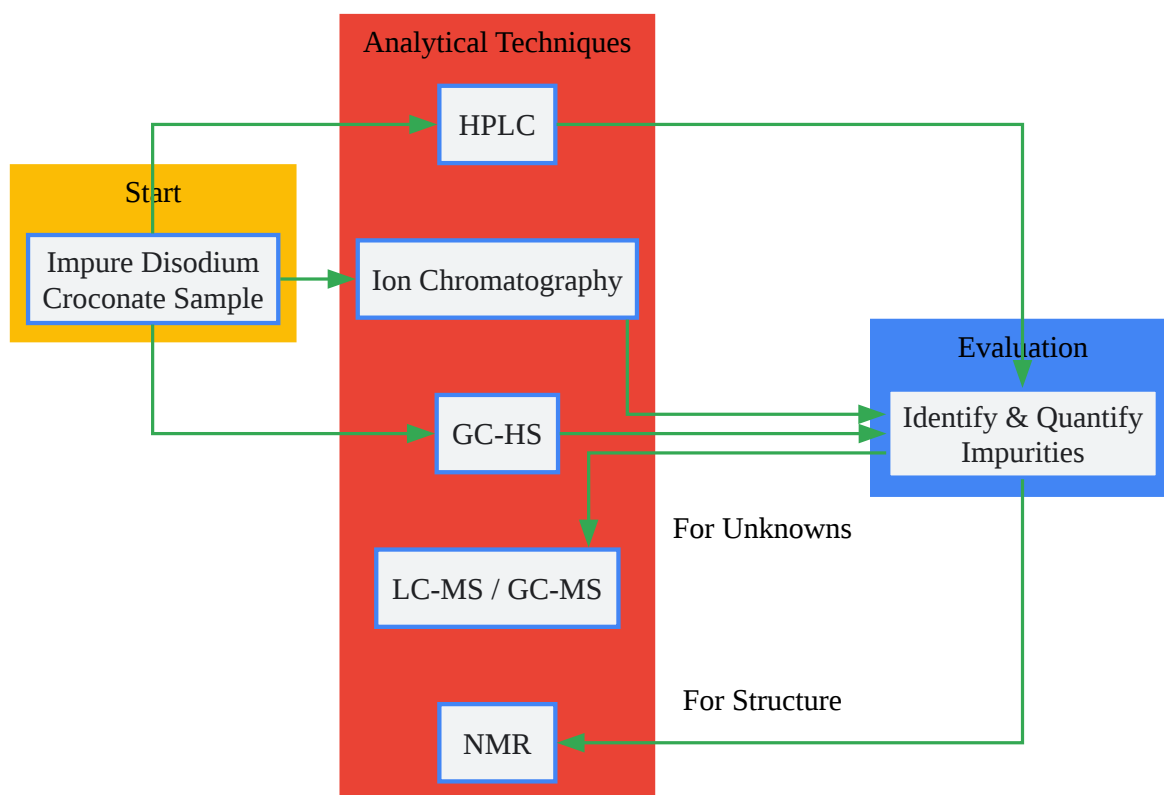 Analytical Techniques
HPLC
Start
Impure Disodium
Croconate Sample
Ion Chromatography
Evaluation
Identify & Quantify
Impurities
GC-HS
For Unknowns
LC-MS / GC-MS
For Structure
NMR